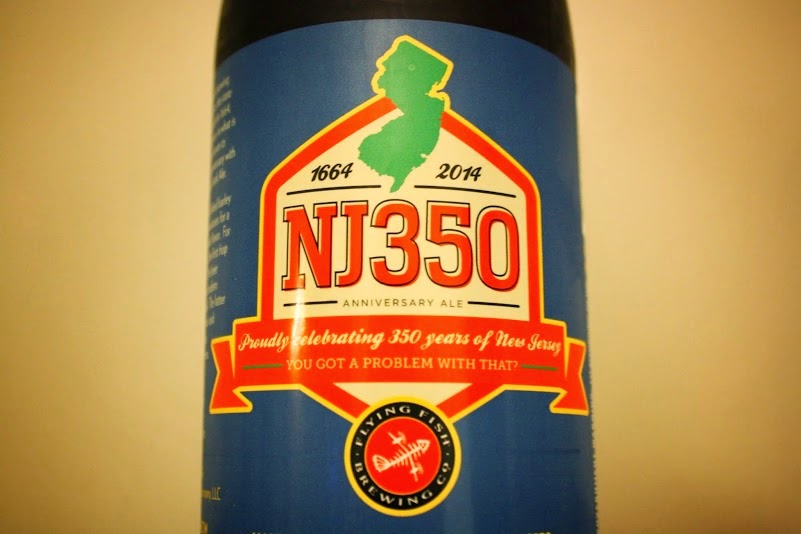 1664 2014
NJ350
ANNIVERSARY ALE
Proudly celebrating 350 years of New Jersey
YOU GOT A PROBLEM WITH THAT?
FLYING FISH
BREWING CO.